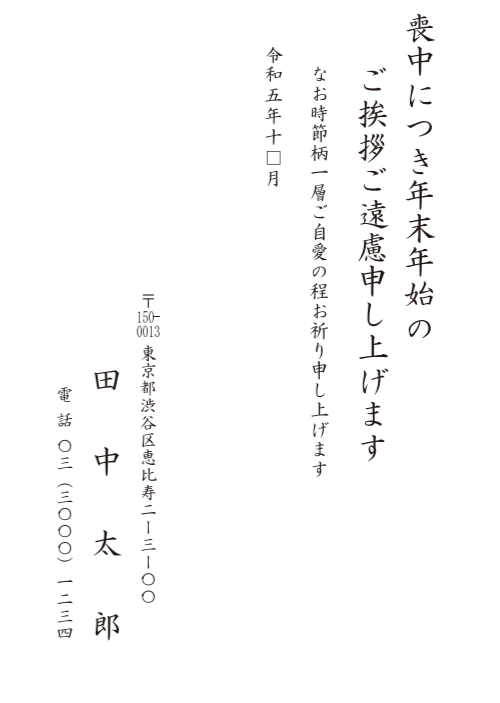 喪中につき年末年始の
ご挨拶ご遠慮申し上げます
なお時節柄一層ご自愛の程お祈り申し上げます
令和五年十□月
〒150-0013 東京都渋谷区恵比寿二ー三ー〇〇
田中太郎
電話 〇三（三〇〇〇）一二三四